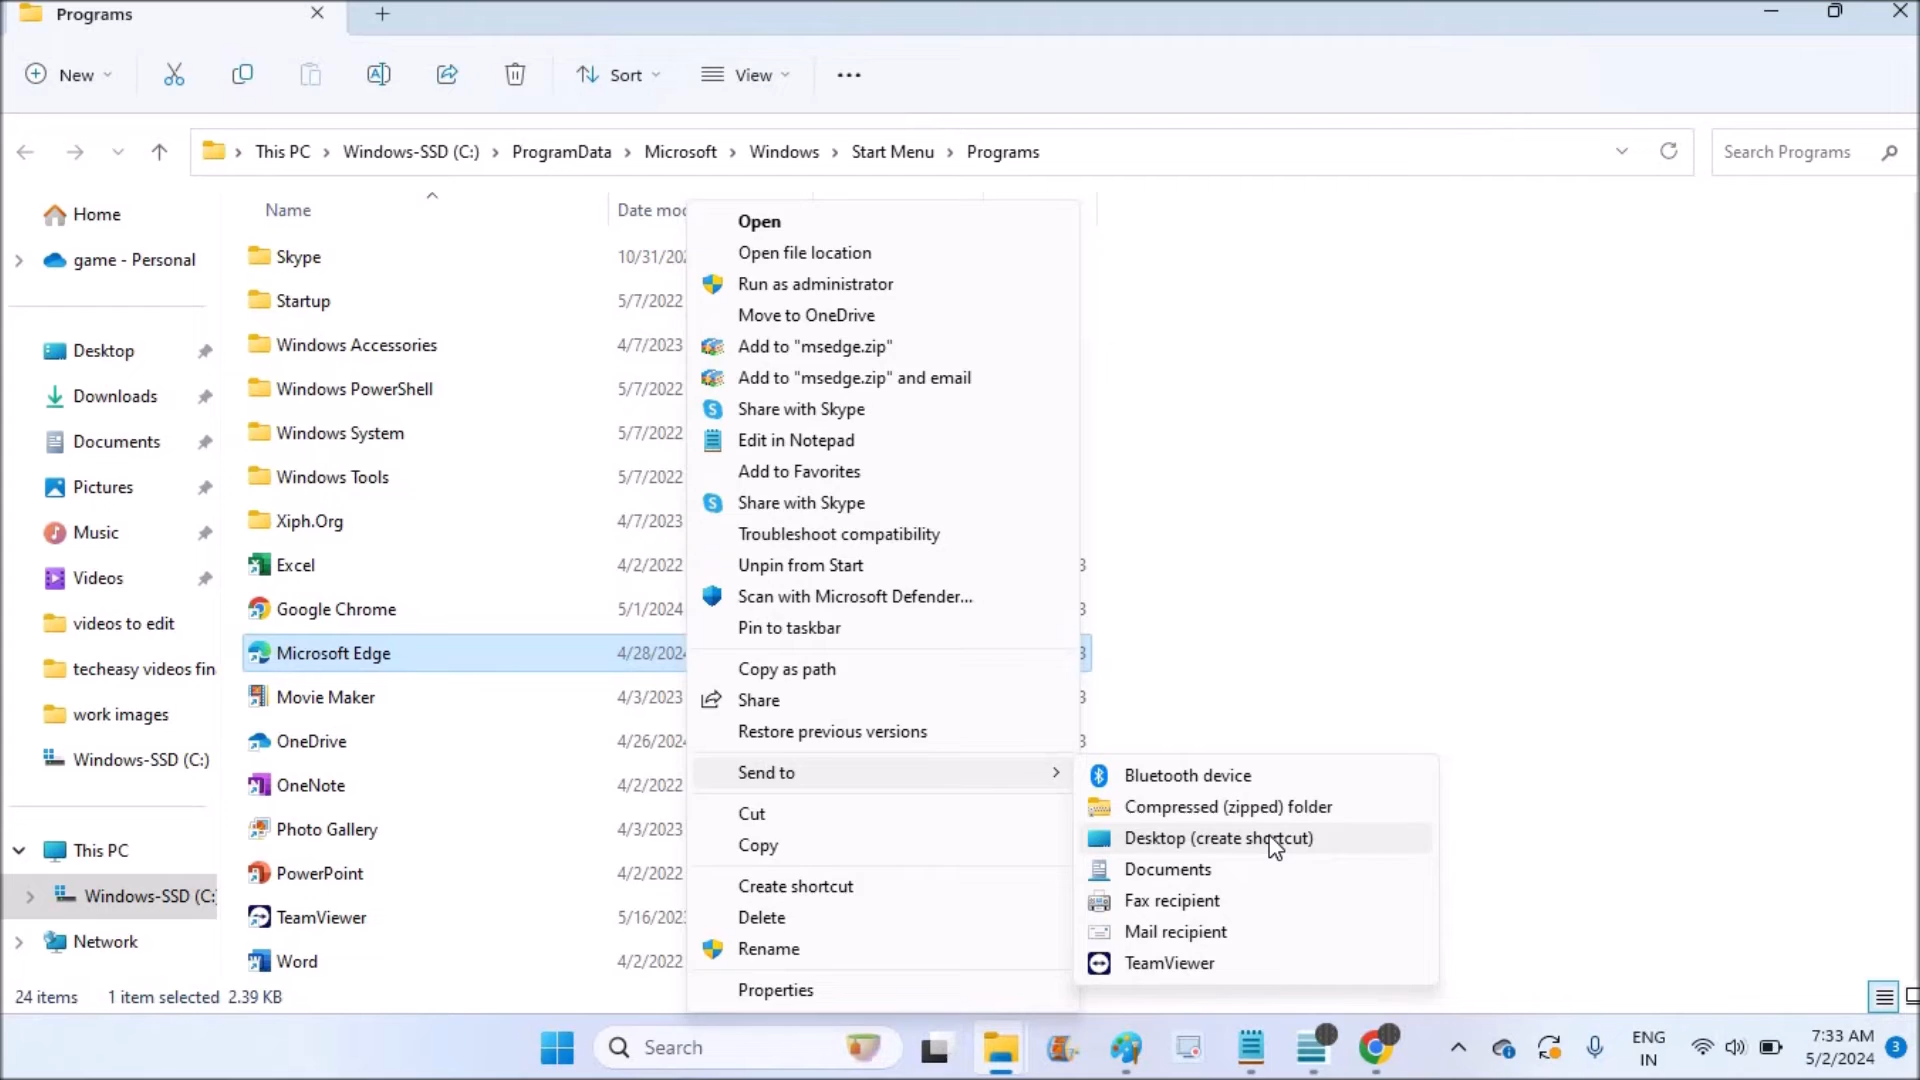 Programs
New
Sort
View
This PC > Windows-SSD (C:) > ProgramData > Microsoft > Windows > Start Menu > Programs
Search Programs
Home
game - Personal
Desktop
Downloads
Documents
Pictures
Music
Videos
videos to edit
techeasy videos fin
work images
Windows-SSD (C:)
This PC
Windows-SSD (C:
Network
Name
Date mod
Skype 10/31/202
Startup 5/7/2022
Windows Accessories 4/7/2023
Windows PowerShell 5/7/2022
Windows System 5/7/2022
Windows Tools 5/7/2022
Xiph.Org 4/7/2023
Excel 4/2/2022
Google Chrome 5/1/2024
Microsoft Edge 4/28/2024
Movie Maker 4/3/2023
OneDrive 4/26/2024
OneNote 4/2/2022
Photo Gallery 4/3/2023
PowerPoint 4/2/2022
TeamViewer 5/16/2023
Word 4/2/2022
Open
Open file location
Run as administrator
Move to OneDrive
Add to "msedge.zip"
Add to "msedge.zip" and email
Share with Skype
Edit in Notepad
Add to Favorites
Share with Skype
Troubleshoot compatibility
Unpin from Start
Scan with Microsoft Defender...
Pin to taskbar
Copy as path
Share
Restore previous versions
Send to
Cut
Copy
Create shortcut
Delete
Rename
Properties
Bluetooth device
Compressed (zipped) folder
Desktop (create shortcut)
Documents
Fax recipient
Mail recipient
TeamViewer
24 items 1 item selected 2.39 KB
Search
ENG
IN
7:33 AM
5/2/2024
3